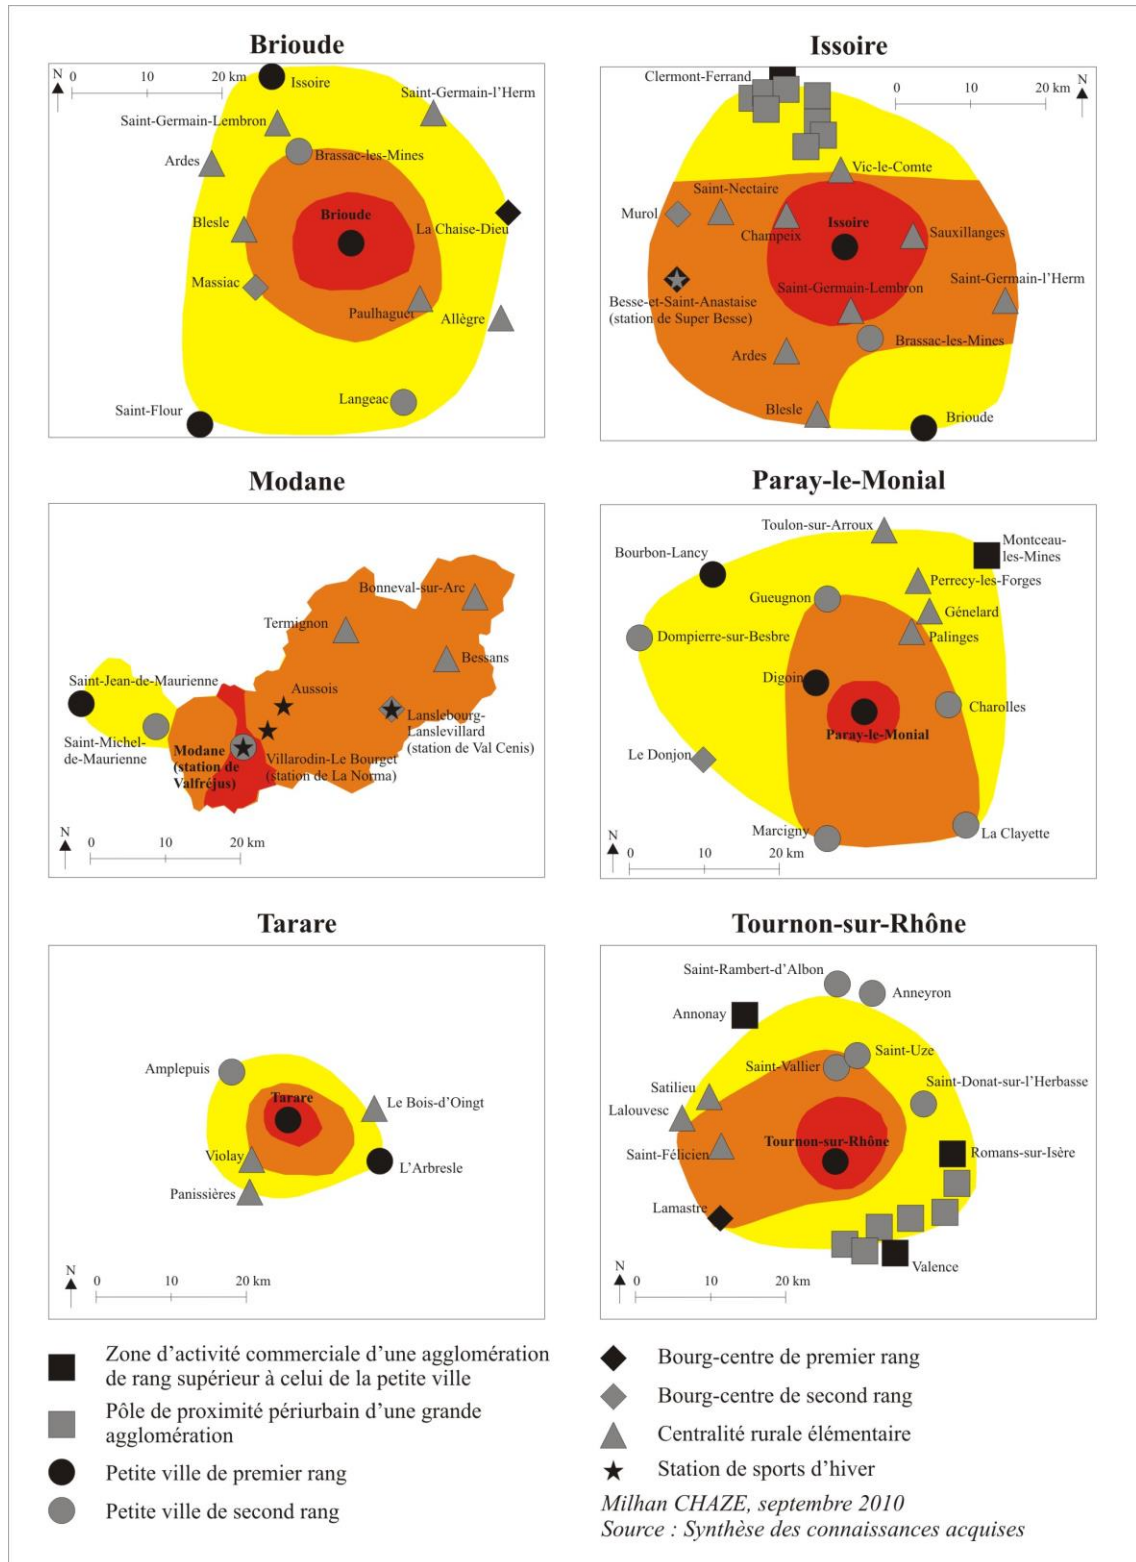 Brioude
N
0 10 20 km
Issoire
Saint-Germain-l'Herm
Saint-Germain-Lembron
Ardes
Brassac-les-Mines
Brioude
La Chaise-Dieu
Blesle
Massiac
Paulhaguet
Allègre
Saint-Flour
Langeac
Issoire
Clermont-Ferrand
0 10 20 km
N
Vic-le-Comte
Saint-Nectaire
Murol
Champeix
Issoire
Sauxillanges
Saint-Germain-l'Herm
Saint-Germain-Lembron
Besse-et-Saint-Anastaise
(station de Super Besse)
Brassac-les-Mines
Ardes
Blesle
Brioude
Modane
Bonneval-sur-Arc
Termignon
Bessans
Saint-Jean-de-Maurienne
Aussois
Lanslebourg-
Lanslevillard
(station de Val Cenis)
Saint-Michel-
de-Maurienne
Modane
(station de
Valfréjus)
Villarodin-Le Bourget
(station de La Norma)
N
0 10 20 km
Paray-le-Monial
Toulon-sur-Arroux
Montceau-
les-Mines
Bourbon-Lancy
Perrecy-les-Forges
Gueugnon
Génelard
Dompierre-sur-Besbre
Palinges
Digoin
Charolles
Paray-le-Monial
Le Donjon
Marcigny
La Clayette
N
0 10 20 km
Tarare
Amplepuis
Tarare
Le Bois-d'Oingt
Violay
L'Arbresle
Panissières
N
0 10 20 km
Tournon-sur-Rhône
Saint-Rambert-d'Albon
Anneyron
Annonay
Saint-Uze
Saint-Vallier
Saint-Donat-sur-l'Herbasse
Satilieu
Lalouvesc
Tournon-sur-Rhône
Saint-Félicien
Romans-sur-Isère
Lamastre
Valence
N
0 10 20 km
Zone d'activité commerciale d'une agglomération
de rang supérieur à celui de la petite ville
Pôle de proximité périurbain d'une grande
agglomération
Petite ville de premier rang
Petite ville de second rang
Bourg-centre de premier rang
Bourg-centre de second rang
Centralité rurale élémentaire
Station de sports d'hiver
Milhan CHAZE, septembre 2010
Source : Synthèse des connaissances acquises